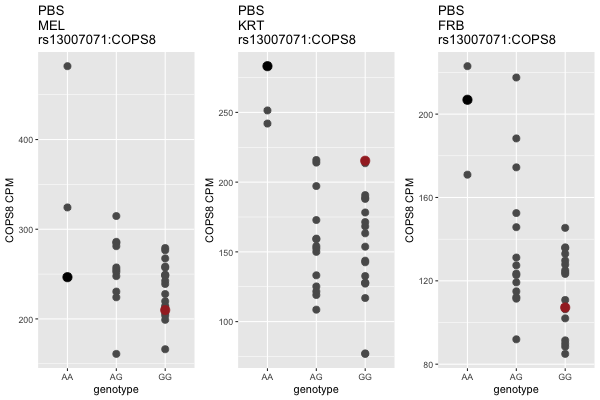 PBS
MEL
rs13007071:COPS8
COPS8 CPM
400
300
200
AA
AG
GG
genotype
PBS
KRT
rs13007071:COPS8
COPS8 CPM
250
200
150
100
AA
AG
GG
genotype
PBS
FRB
rs13007071:COPS8
COPS8 CPM
200
160
120
80
AA
AG
GG
genotype